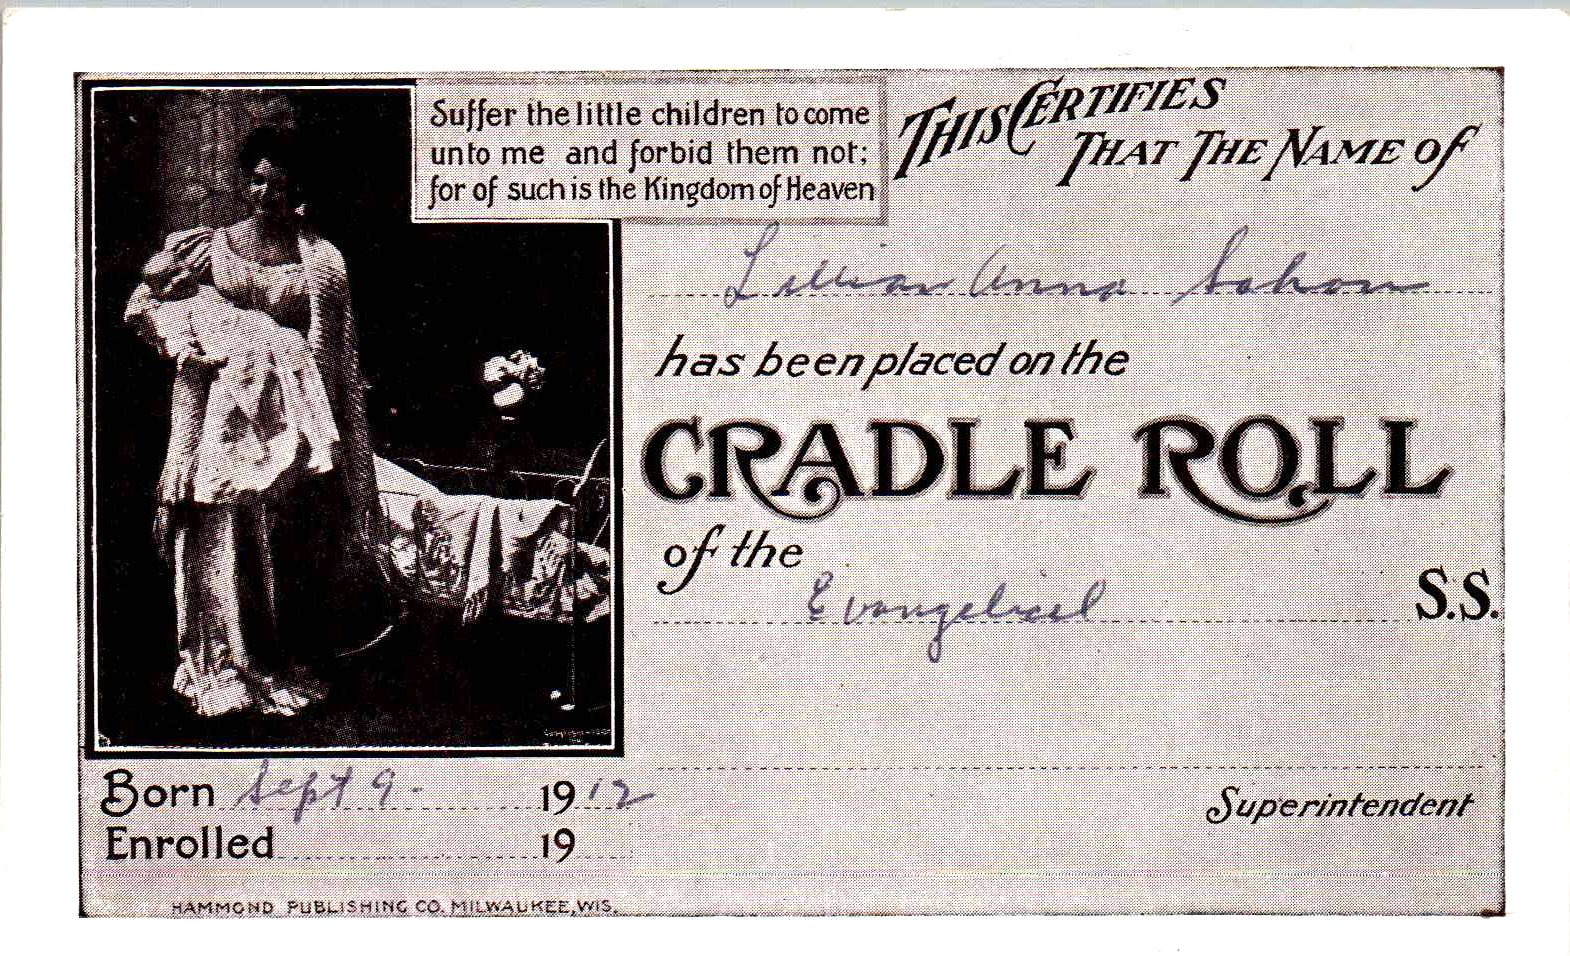 Suffer the little children to come
unto me and forbid them not;
for of such is the Kingdom of Heaven
THIS CERTIFIES
THAT THE NAME OF
Lillian Anna
has been placed on the
CRADLE ROLL
of the
Evangelical S.S.
Superintendent
Born Sept 9 - 1912
Enrolled 19
HAMMOND PUBLISHING CO. MILWAUKEE, WIS.